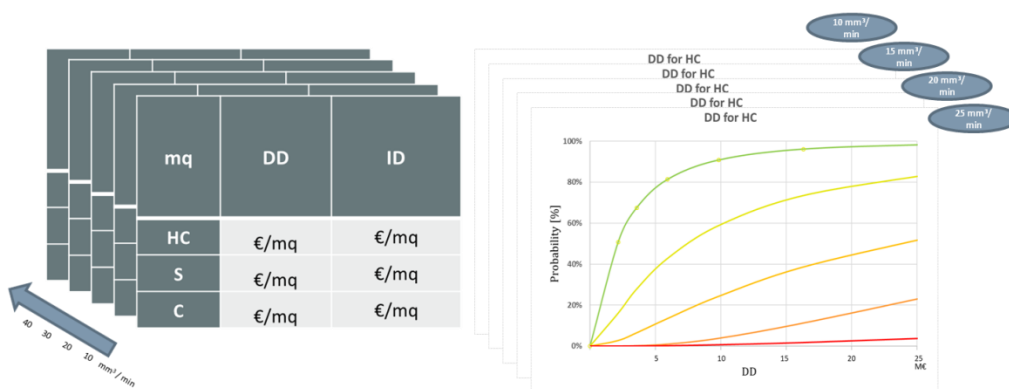 mq DD ID
HC €/mq €/mq
S €/mq €/mq
C €/mq €/mq
40 30 20 10 mm³ / min
10 mm³/
min
15 mm³/
min
20 mm³/
min
25 mm³/
min
DD for HC
DD for HC
DD for HC
DD for HC
DD for HC
Probability [%]
100%
80%
60%
40%
20%
0%
5 10 15 20 25
DD
M€